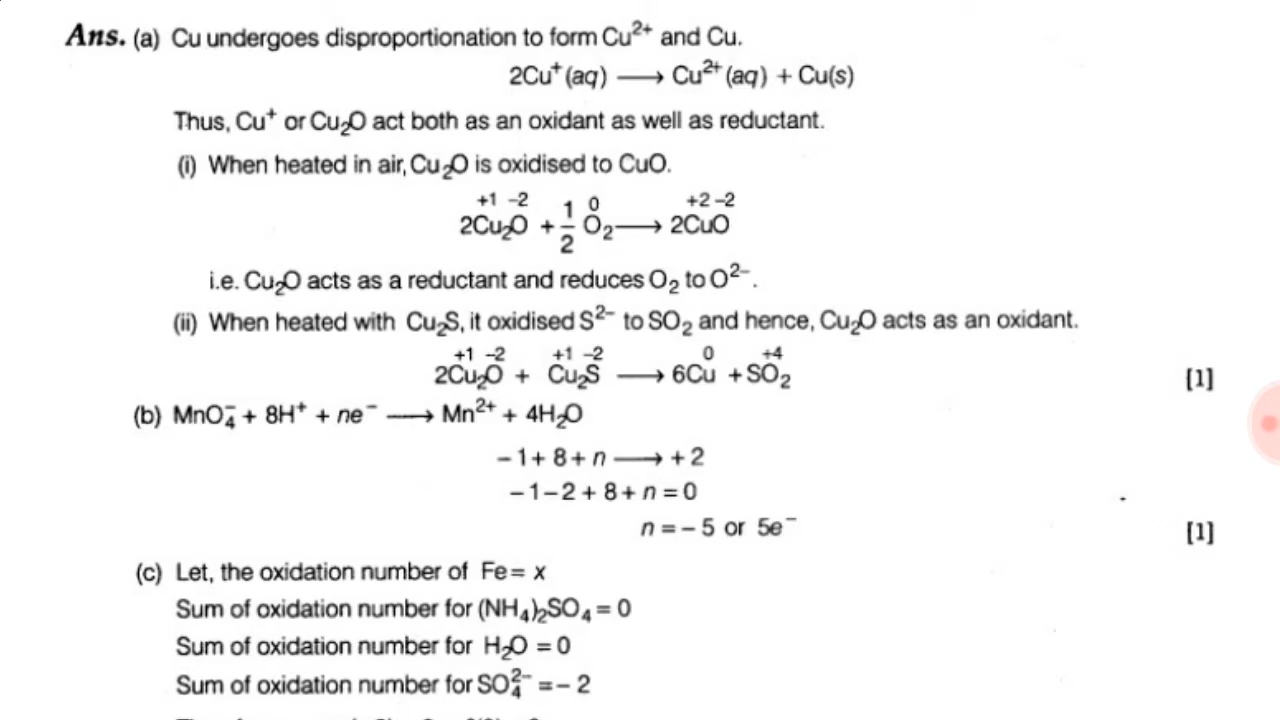 Ans. (a) Cu undergoes disproportionation to form Cu²⁺ and Cu.
2Cu⁺(aq) ⟶ Cu²⁺(aq) + Cu(s)
Thus, Cu⁺ or Cu₂O act both as an oxidant as well as reductant.
(i) When heated in air, Cu₂O is oxidised to CuO.
+1 –2 0 +2 –2
2Cu₂O + 1/2 O₂ ⟶ 2CuO
i.e. Cu₂O acts as a reductant and reduces O₂ to O²⁻.
(ii) When heated with Cu₂S, it oxidised S²⁻ to SO₂ and hence, Cu₂O acts as an oxidant.
+1 –2 +1 –2 0 +4
2Cu₂O + Cu₂S ⟶ 6Cu + SO₂ [1]
(b) MnO₄⁻ + 8H⁺ + ne⁻ ⟶ Mn²⁺ + 4H₂O
– 1 + 8 + n ⟶ + 2
– 1 – 2 + 8 + n = 0
n = – 5 or 5e⁻ [1]
(c) Let, the oxidation number of Fe = x
Sum of oxidation number for (NH₄)₂SO₄ = 0
Sum of oxidation number for H₂O = 0
Sum of oxidation number for SO₄²⁻ = – 2